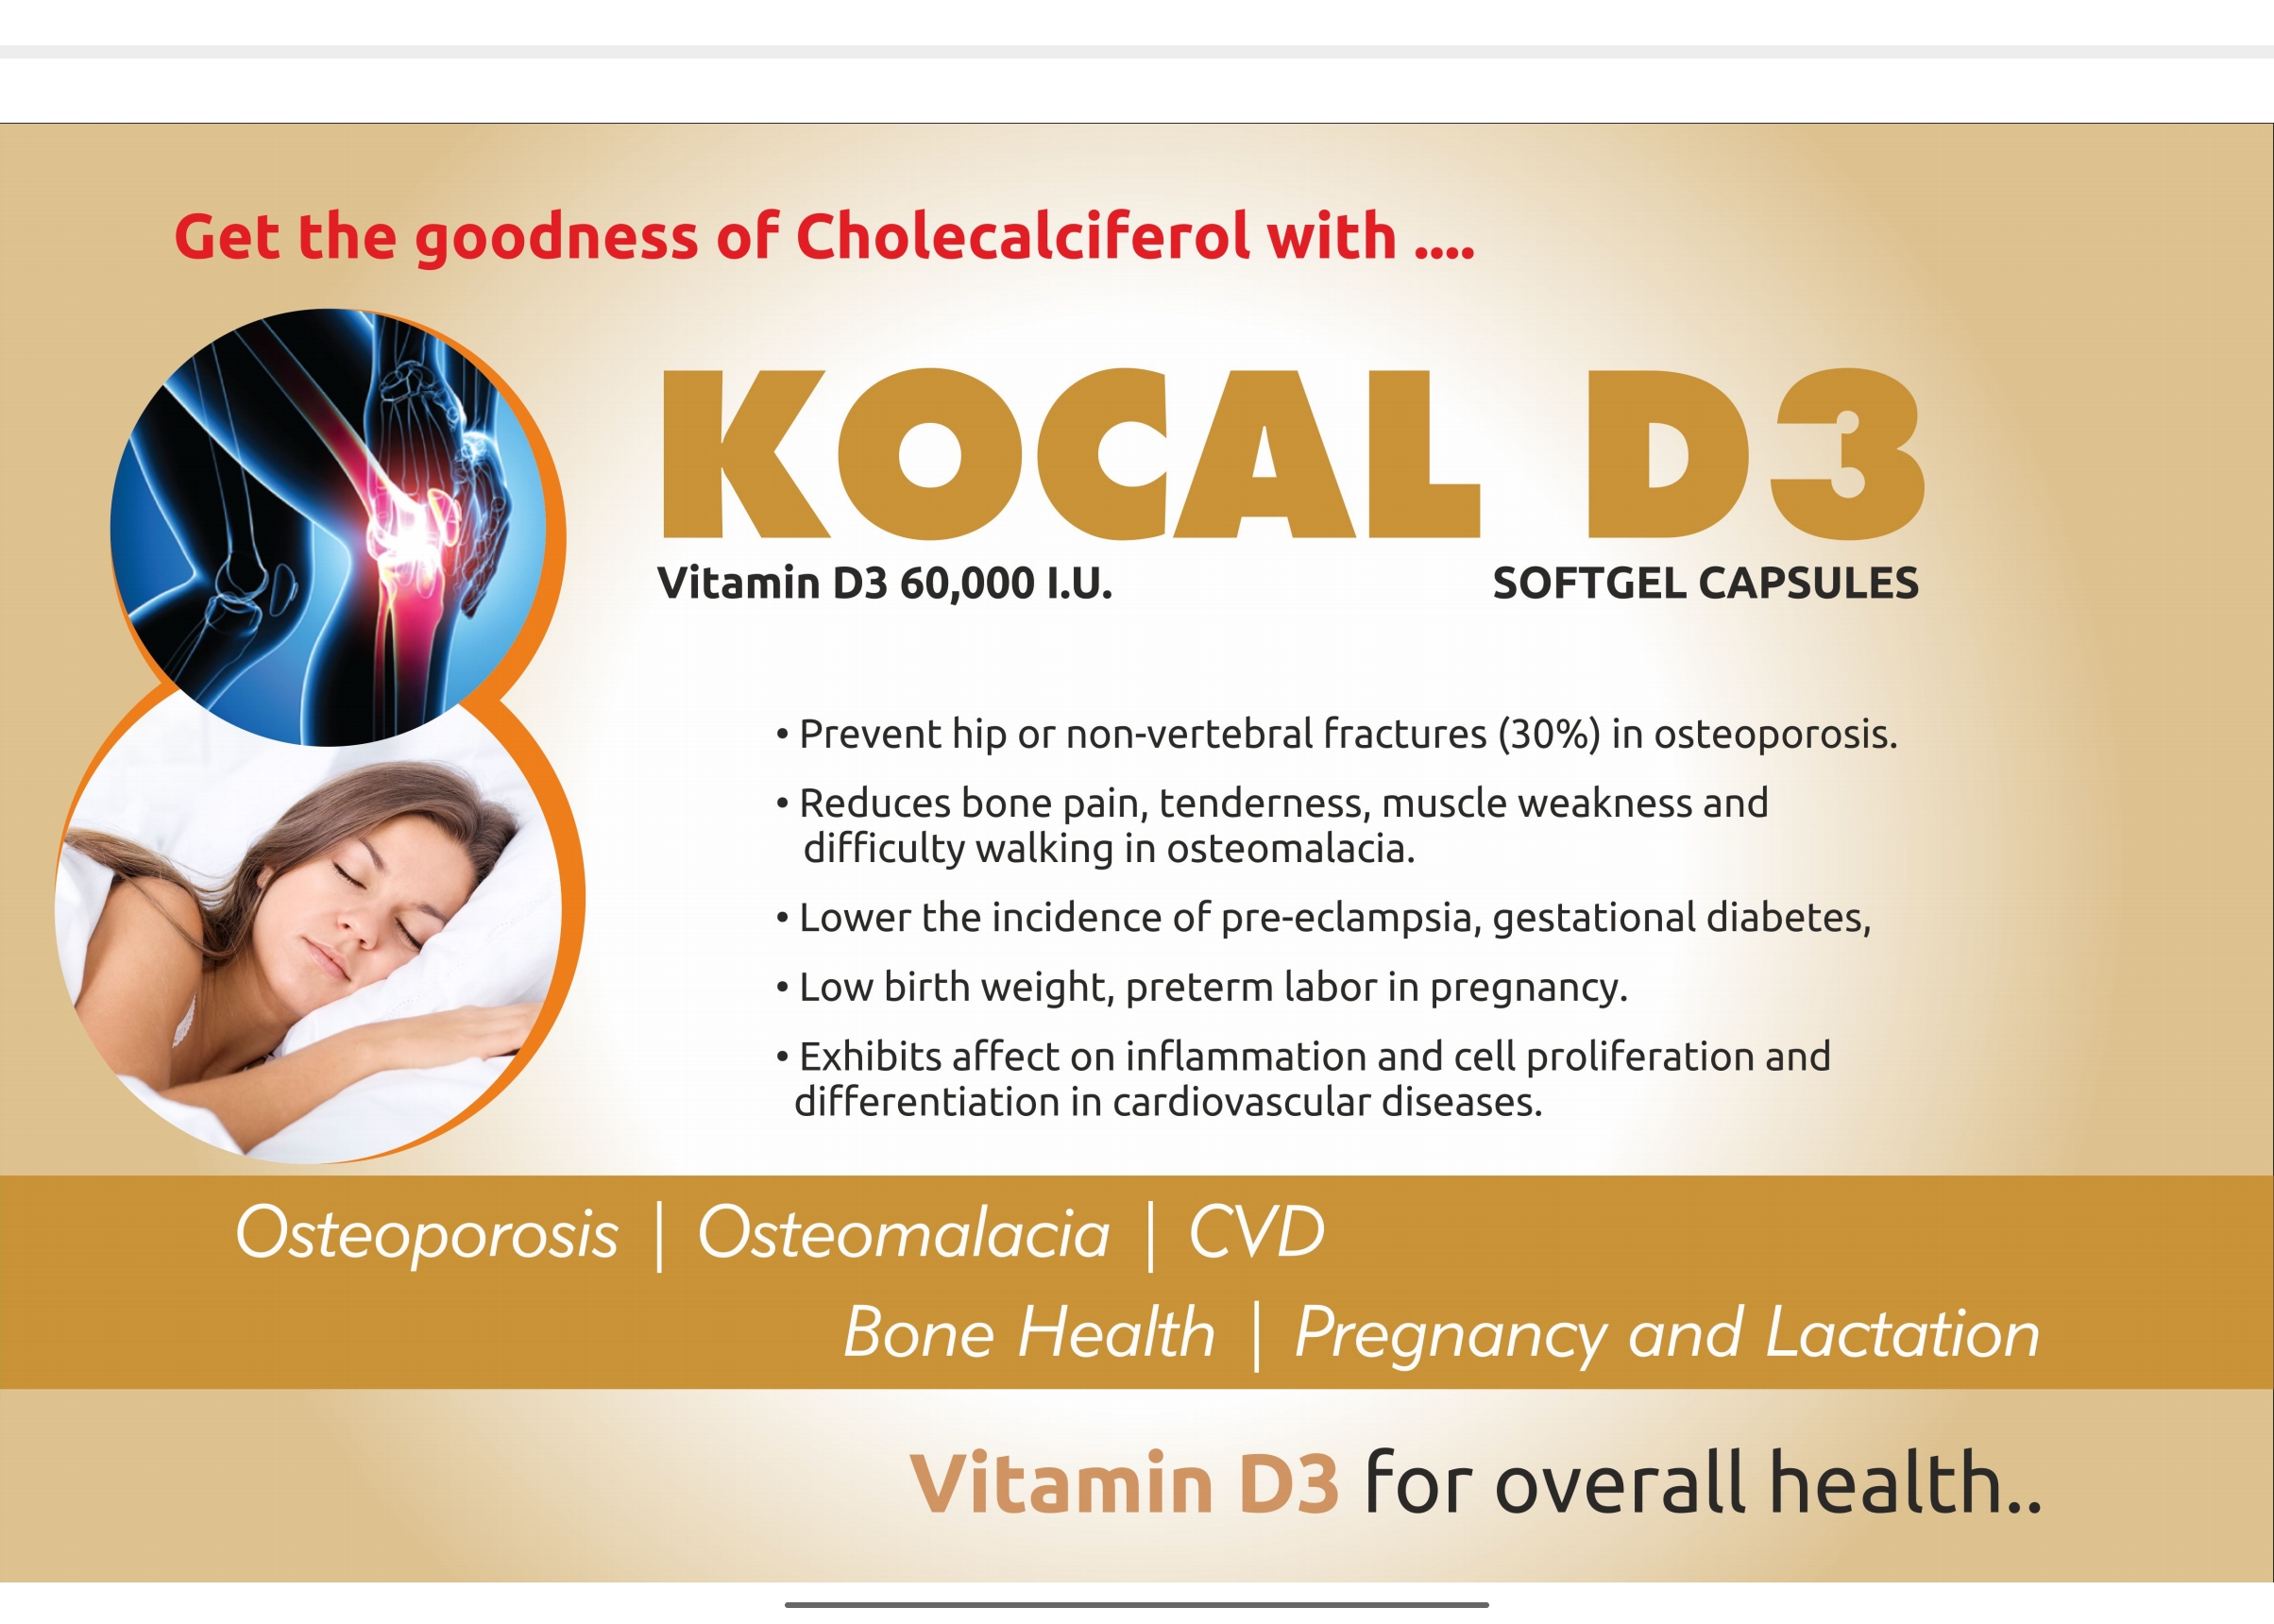 Get the goodness of Cholecalciferol with ....
KOCAL D3
Vitamin D3 60,000 I.U. SOFTGEL CAPSULES
• Prevent hip or non-vertebral fractures (30%) in osteoporosis.
• Reduces bone pain, tenderness, muscle weakness and
difficulty walking in osteomalacia.
• Lower the incidence of pre-eclampsia, gestational diabetes,
• Low birth weight, preterm labor in pregnancy.
• Exhibits affect on inflammation and cell proliferation and
differentiation in cardiovascular diseases.
Osteoporosis | Osteomalacia | CVD
Bone Health | Pregnancy and Lactation
Vitamin D3 for overall health..